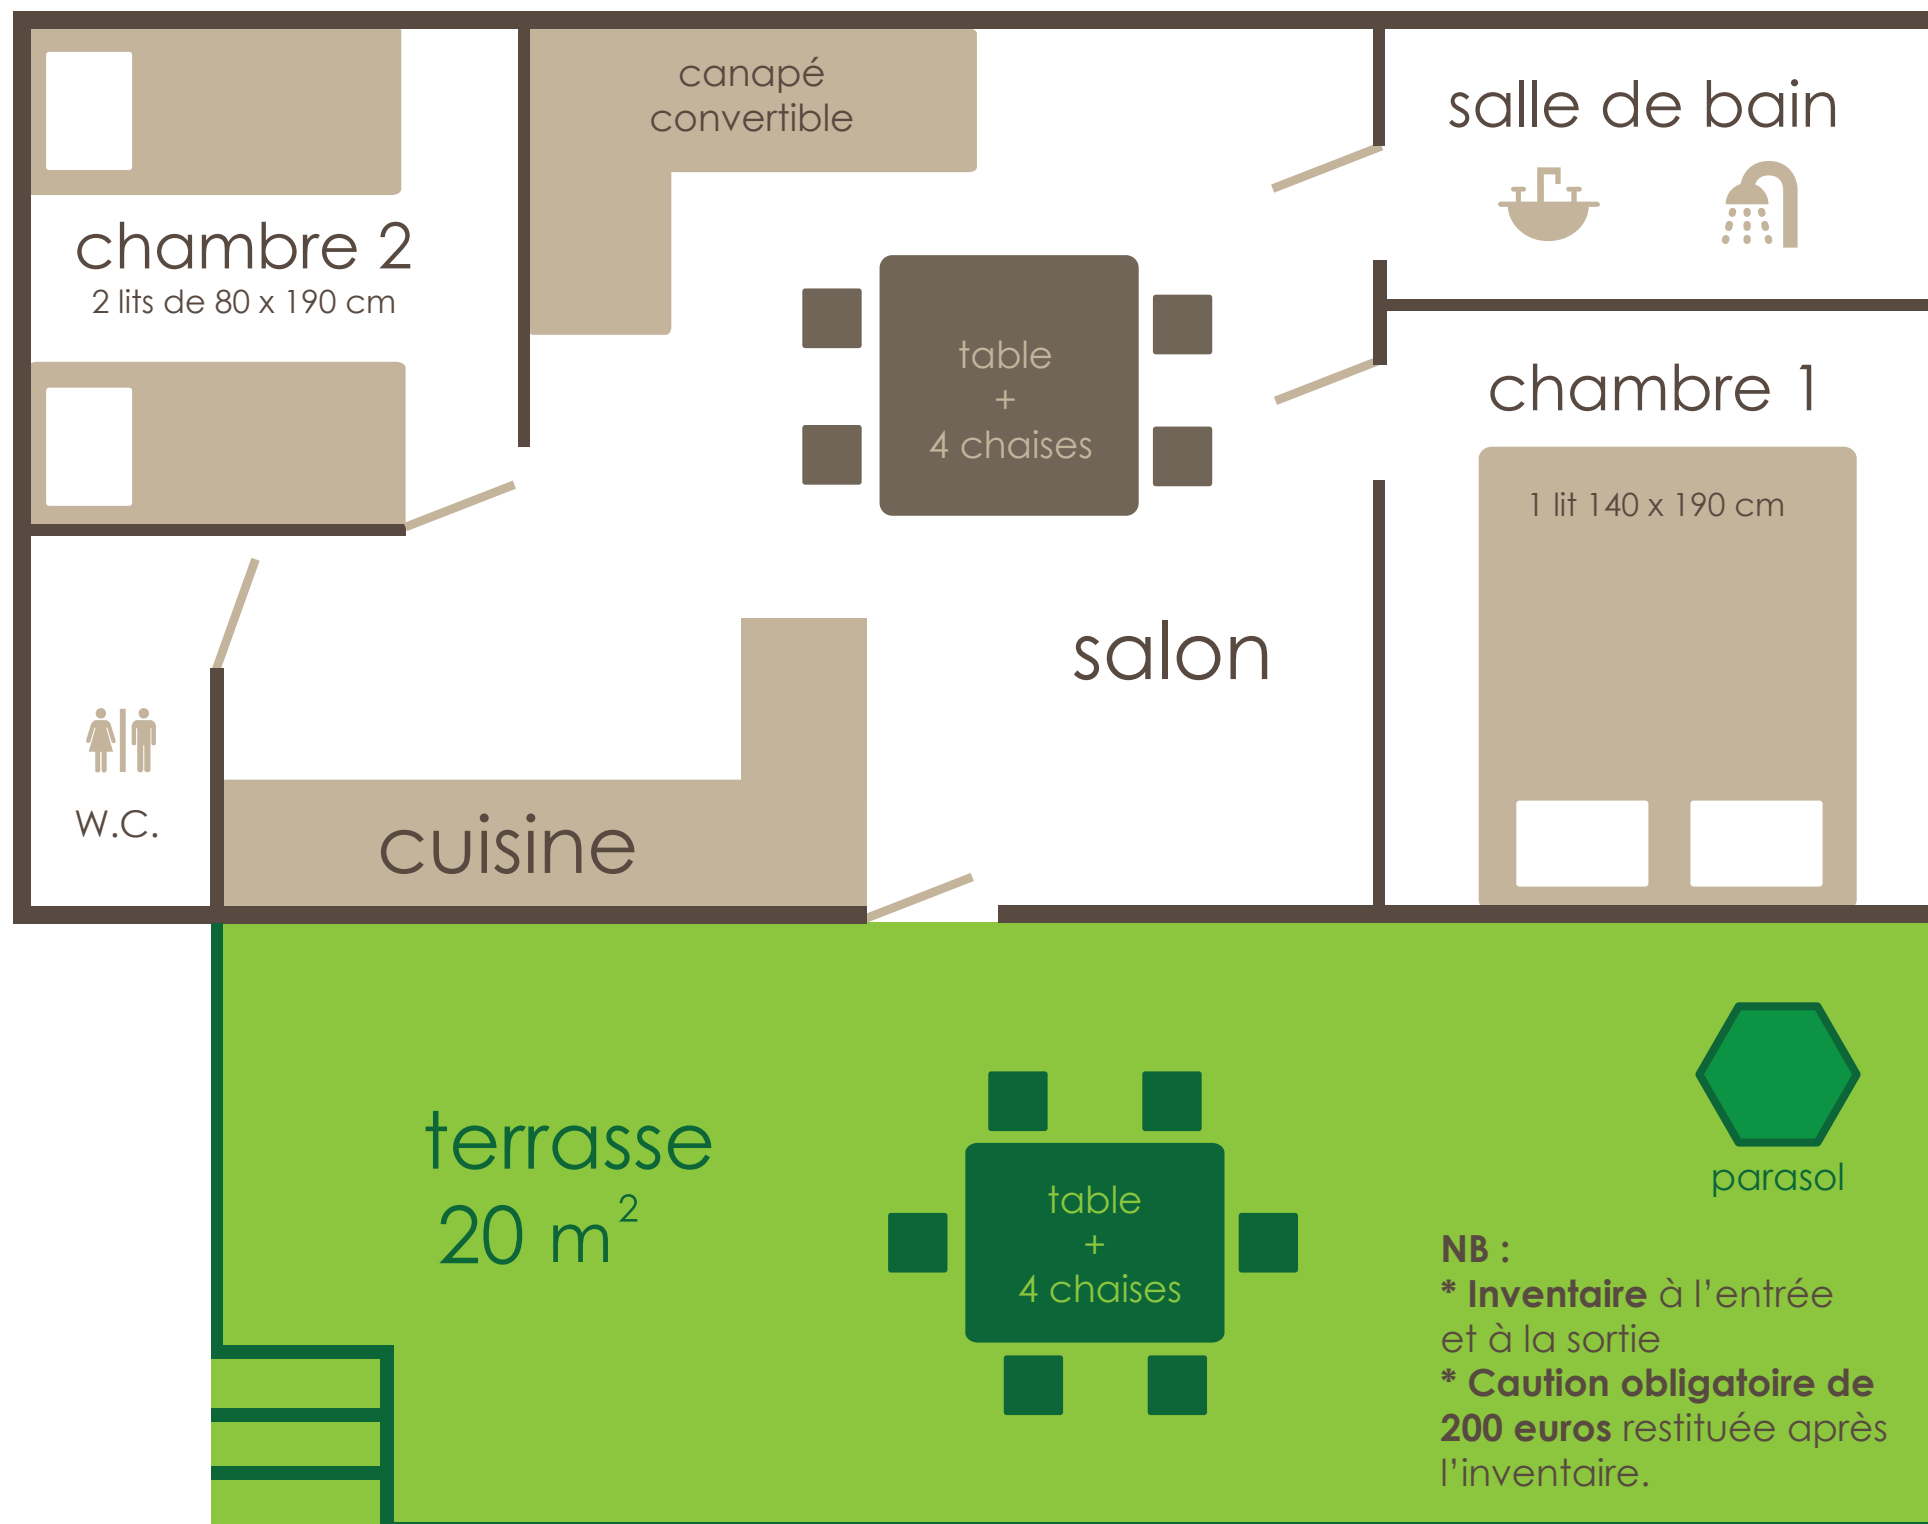 canapé
convertible
salle de bain
chambre 2
2 lits de 80 x 190 cm
table
+
4 chaises
chambre 1
1 lit 140 x 190 cm
salon
W.C.
cuisine
terrasse
20 m²
table
+
4 chaises
parasol
NB :
* Inventaire à l’entrée
et à la sortie
* Caution obligatoire de
200 euros restituée après
l’inventaire.